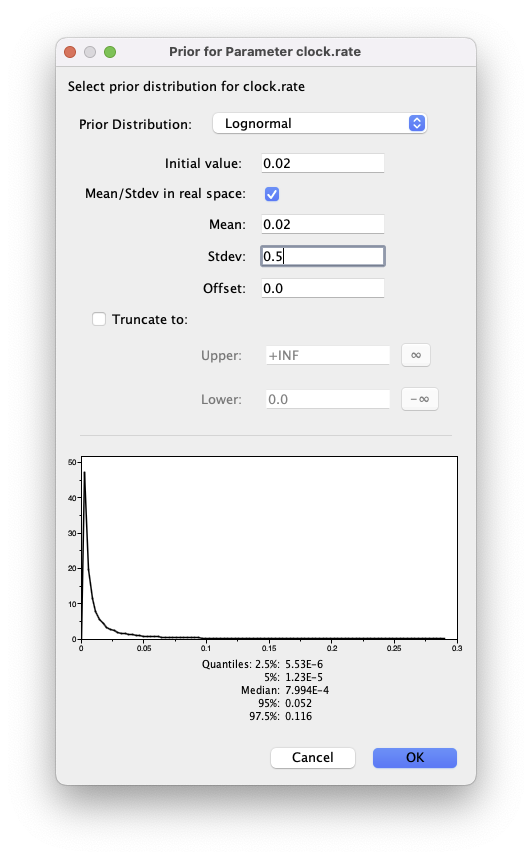 Prior for Parameter clock.rate
Select prior distribution for clock.rate
Prior Distribution: Lognormal
Initial value: 0.02
Mean/Stdev in real space:
Mean: 0.02
Stdev: 0.5
Offset: 0.0
Truncate to:
Upper: +INF ∞
Lower: 0.0 -∞
50
40
30
20
10
0
0 0.05 0.1 0.15 0.2 0.25 0.3
Quantiles: 2.5%: 5.53E-6
5%: 1.23E-5
Median: 7.994E-4
95%: 0.052
97.5%: 0.116
Cancel OK